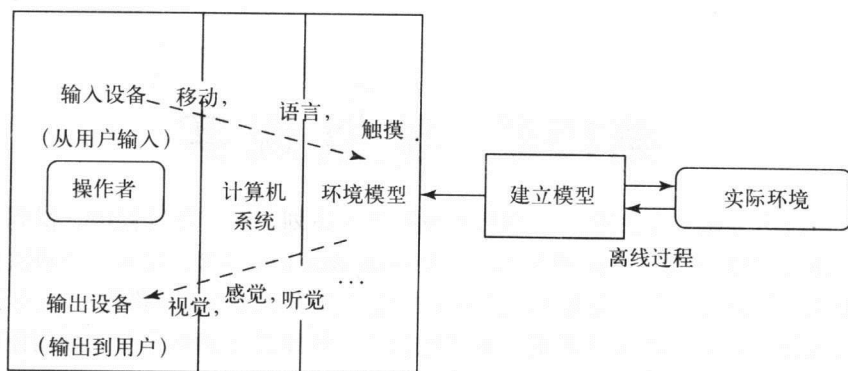 输入设备 移动, 语言, 触摸
(从用户输入)
操作者
计算机
系统
环境模型
建立模型
实际环境
离线过程
输出设备 视觉, 感觉, 听觉 …
(输出到用户)